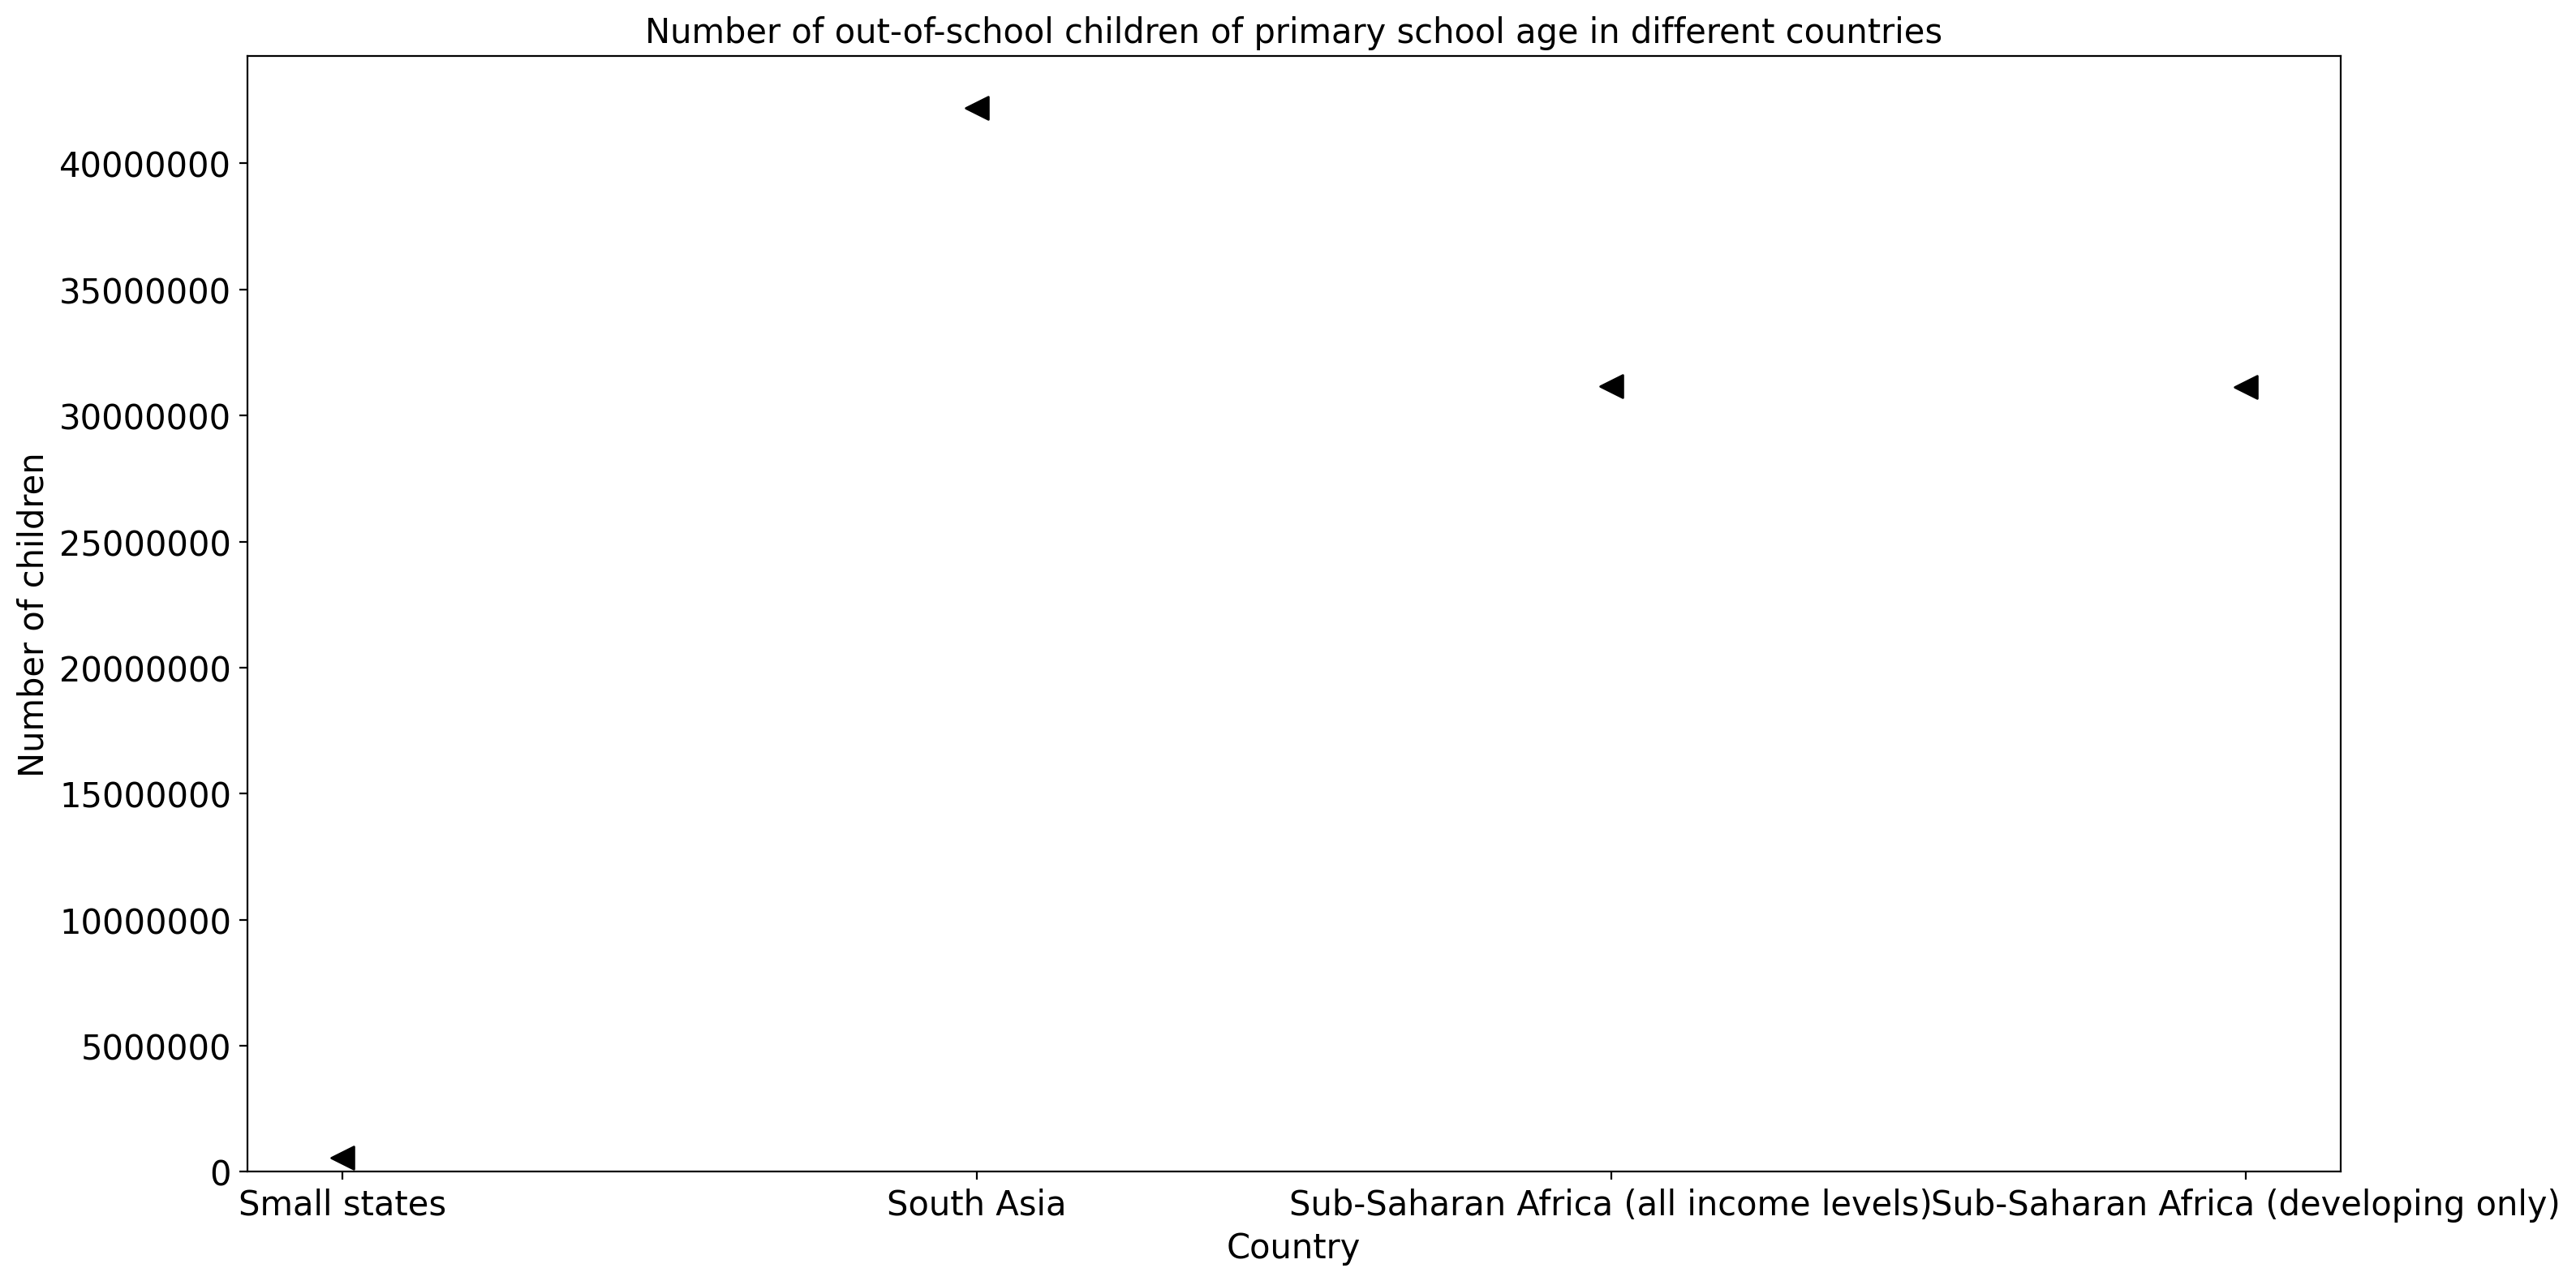 Number of out-of-school children of primary school age in different countries
Number of children
40000000
35000000
30000000
25000000
20000000
15000000
10000000
5000000
0
Small states
South Asia
Sub-Saharan Africa (all income levels)
Sub-Saharan Africa (developing only)
Country